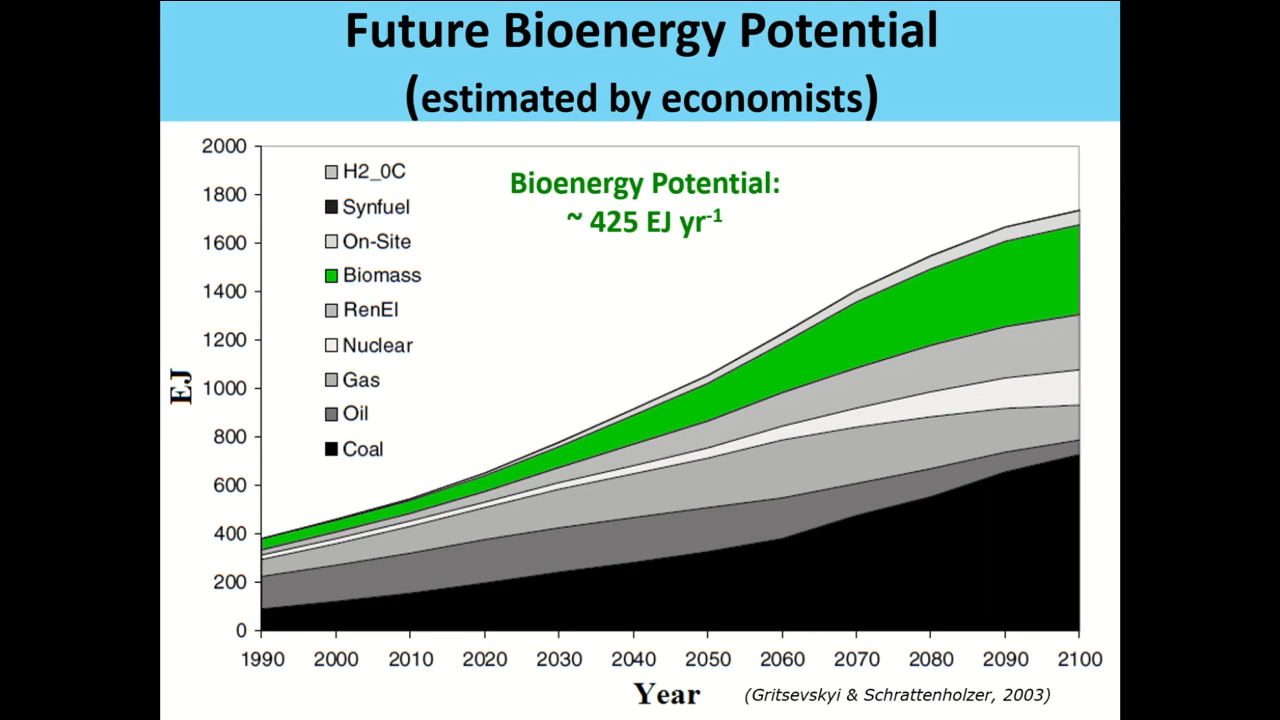 Future Bioenergy Potential
(estimated by economists)
Bioenergy Potential:
~ 425 EJ yr-1
H2_0C
Synfuel
On-Site
Biomass
RenEl
Nuclear
Gas
Oil
Coal
EJ
2000
1800
1600
1400
1200
1000
800
600
400
200
0
1990 2000 2010 2020 2030 2040 2050 2060 2070 2080 2090 2100
Year
(Gritsevskyi & Schrattenholzer, 2003)